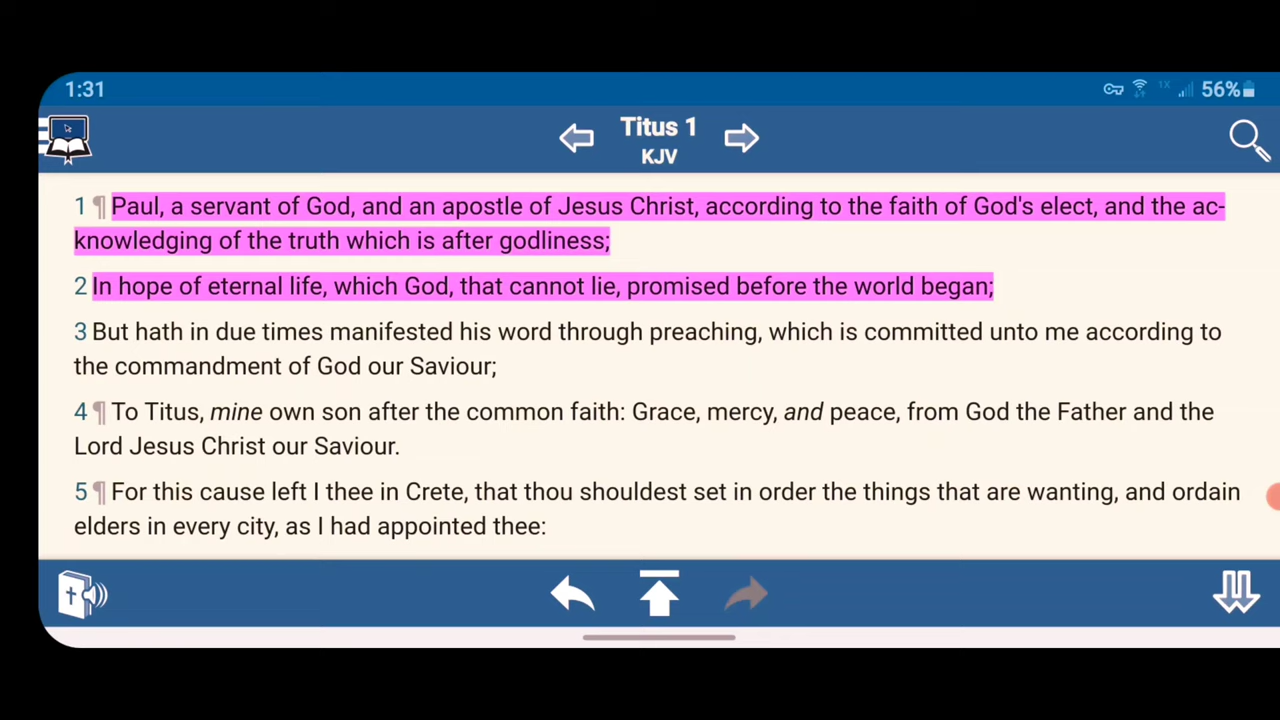 1:31
1X 56%
Titus 1
KJV
1 ¶ Paul, a servant of God, and an apostle of Jesus Christ, according to the faith of God's elect, and the ac-
knowledging of the truth which is after godliness;
2 In hope of eternal life, which God, that cannot lie, promised before the world began;
3 But hath in due times manifested his word through preaching, which is committed unto me according to
the commandment of God our Saviour;
4 ¶ To Titus, mine own son after the common faith: Grace, mercy, and peace, from God the Father and the
Lord Jesus Christ our Saviour.
5 ¶ For this cause left I thee in Crete, that thou shouldest set in order the things that are wanting, and ordain
elders in every city, as I had appointed thee: